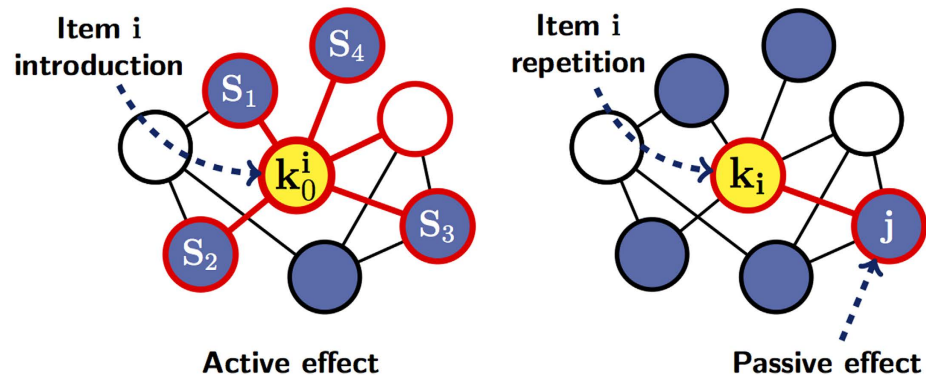 Item i
introduction
S₁
S₄
k₀ⁱ
S₂
S₃
Active effect
Item i
repetition
kᵢ
j
Passive effect